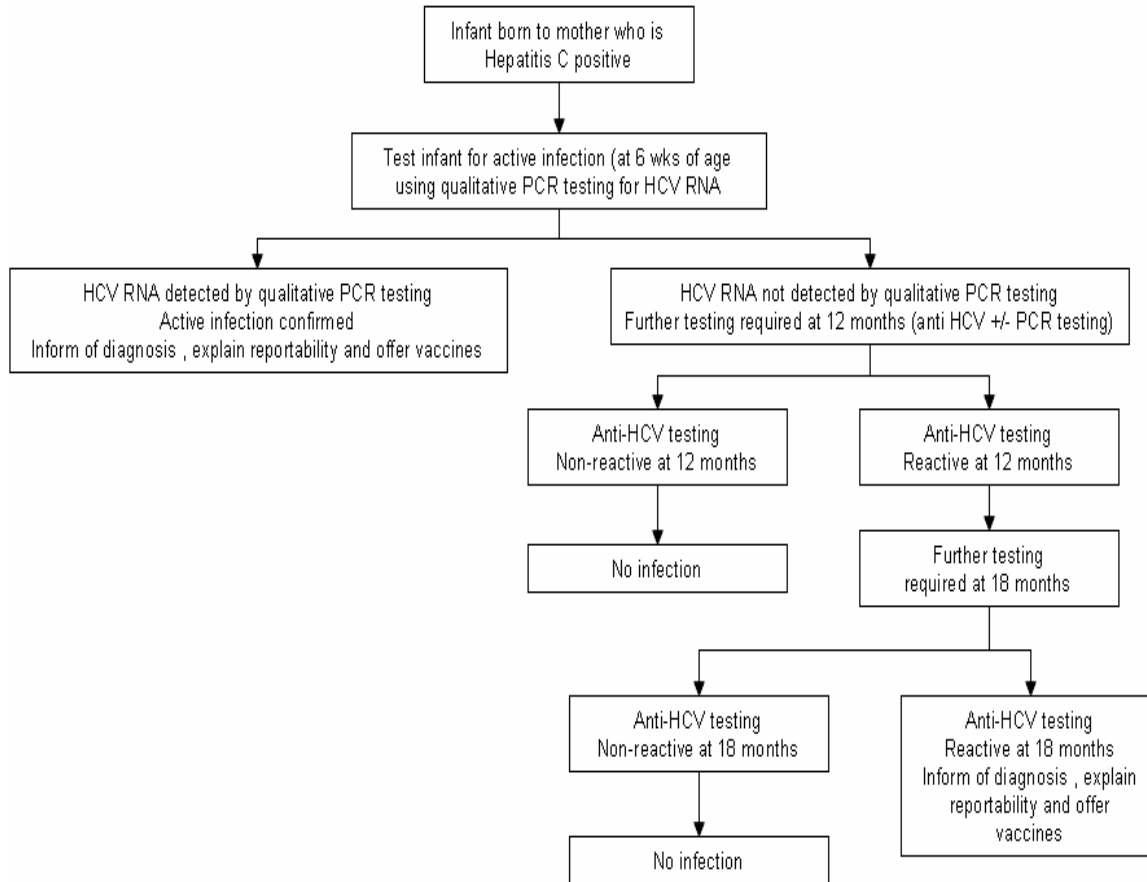 Infant born to mother who is
Hepatitis C positive
Test infant for active infection (at 6 wks of age
using qualitative PCR testing for HCV RNA
HCV RNA detected by qualitative PCR testing
Active infection confirmed
Inform of diagnosis , explain reportability and offer vaccines
HCV RNA not detected by qualitative PCR testing
Further testing required at 12 months (anti HCV +/- PCR testing)
Anti-HCV testing
Non-reactive at 12 months
Anti-HCV testing
Reactive at 12 months
No infection
Further testing
required at 18 months
Anti-HCV testing
Non-reactive at 18 months
Anti-HCV testing
Reactive at 18 months
Inform of diagnosis , explain
reportability and offer
vaccines
No infection